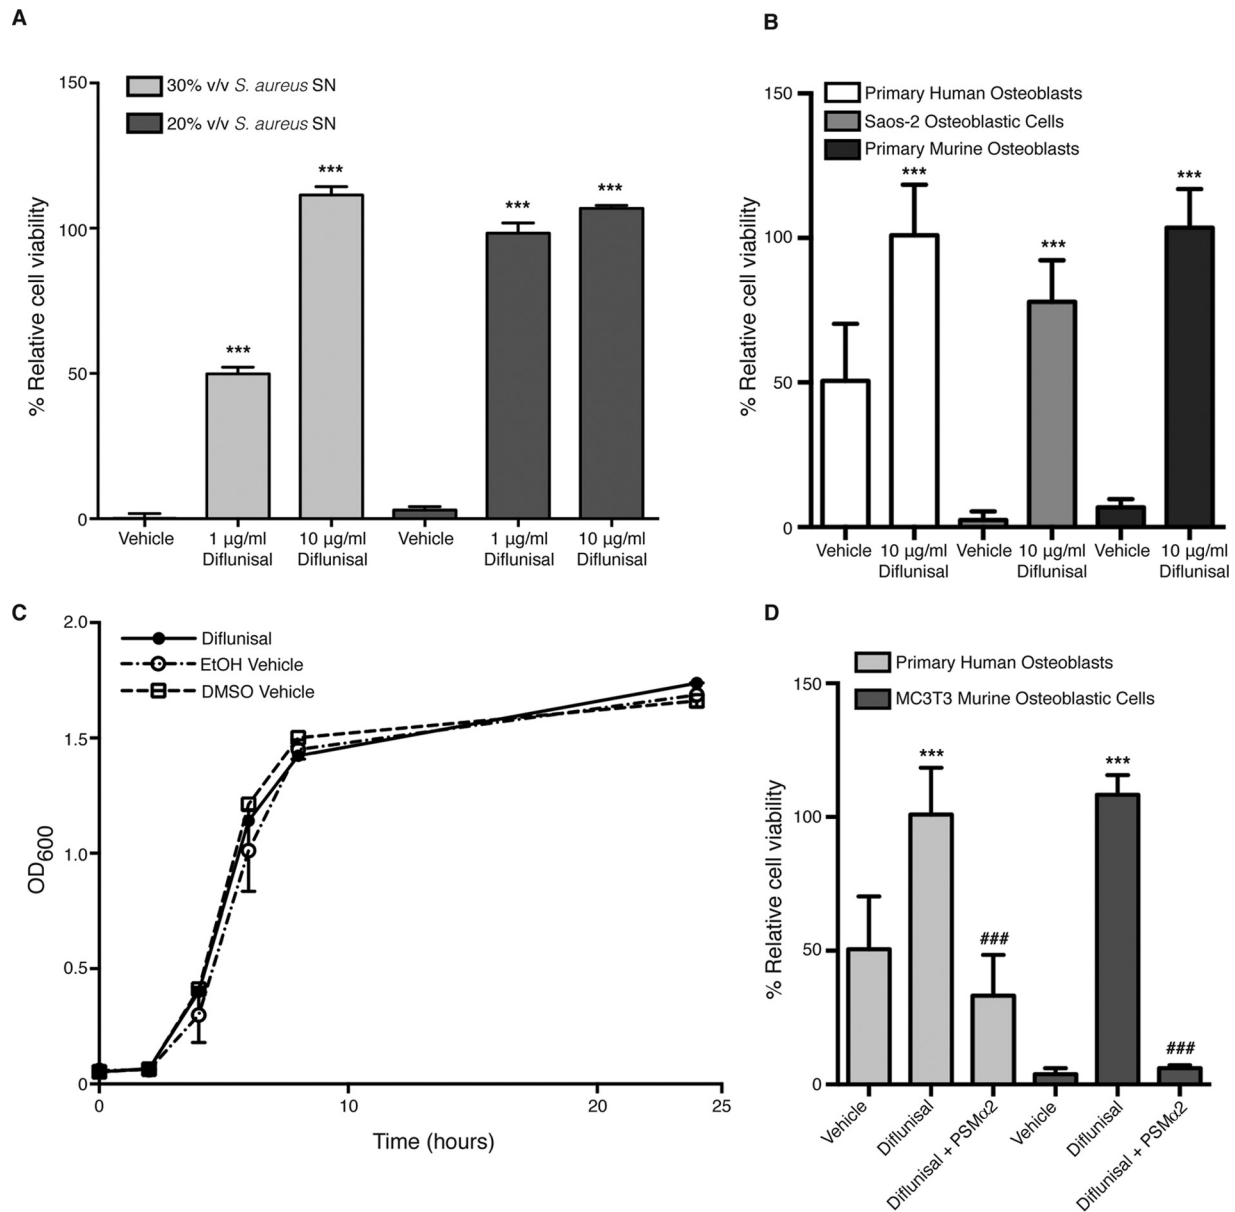 A
% Relative cell viability
150
100
50
0
30% v/v S. aureus SN
20% v/v S. aureus SN
***
***
***
***
Vehicle
1 µg/ml
Diflunisal
10 µg/ml
Diflunisal
Vehicle
1 µg/ml
Diflunisal
10 µg/ml
Diflunisal
B
% Relative cell viability
150
100
50
0
Primary Human Osteoblasts
Saos-2 Osteoblastic Cells
Primary Murine Osteoblasts
***
***
***
Vehicle
10 µg/ml
Diflunisal
Vehicle
10 µg/ml
Diflunisal
Vehicle
10 µg/ml
Diflunisal
C
OD600
2.0
1.5
1.0
0.5
0
Diflunisal
EtOH Vehicle
DMSO Vehicle
0
10
20
25
Time (hours)
D
% Relative cell viability
150
100
50
0
Primary Human Osteoblasts
MC3T3 Murine Osteoblastic Cells
***
###
***
###
Vehicle
Diflunisal
Diflunisal + PSMα2
Vehicle
Diflunisal
Diflunisal + PSMα2